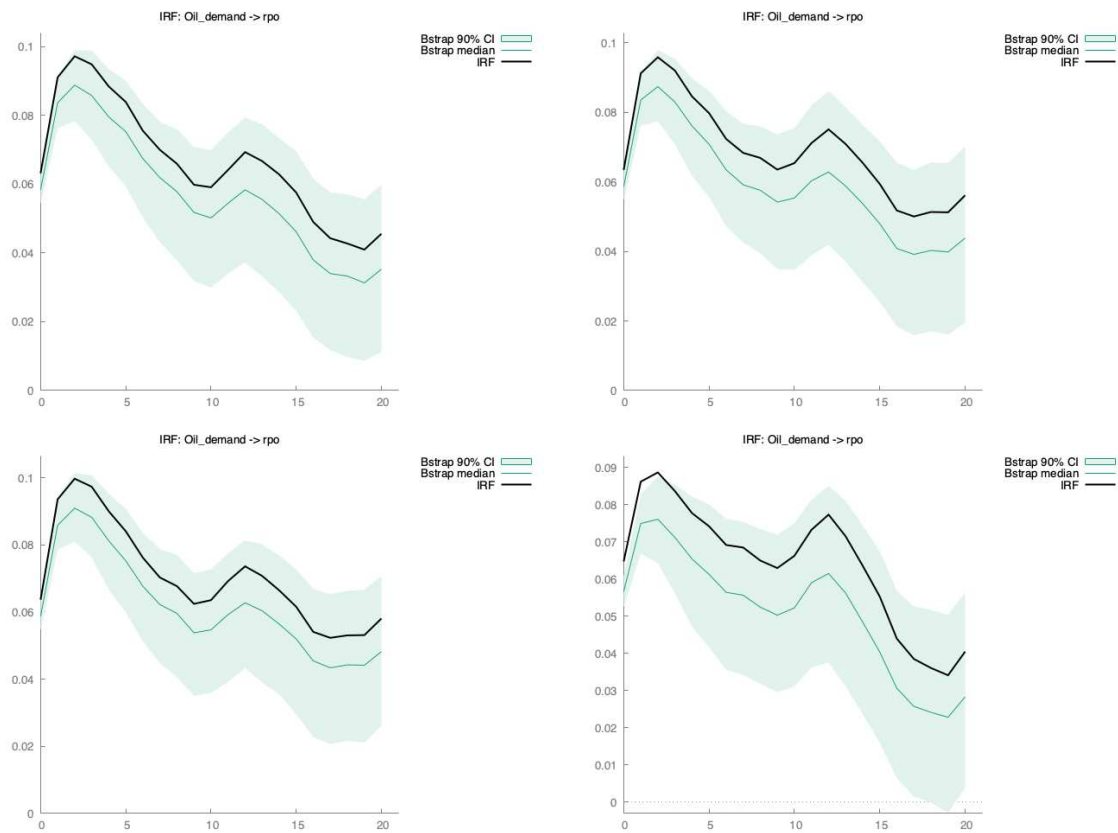 IRF: Oil_demand -> rpo
Bstrap 90% CI
Bstrap median
IRF
0.1
0.08
0.06
0.04
0.02
0
0 5 10 15 20
IRF: Oil_demand -> rpo
Bstrap 90% CI
Bstrap median
IRF
0.1
0.08
0.06
0.04
0.02
0
0 5 10 15 20
IRF: Oil_demand -> rpo
Bstrap 90% CI
Bstrap median
IRF
0.1
0.08
0.06
0.04
0.02
0
0 5 10 15 20
IRF: Oil_demand -> rpo
Bstrap 90% CI
Bstrap median
IRF
0.09
0.08
0.07
0.06
0.05
0.04
0.03
0.02
0.01
0
0 5 10 15 20